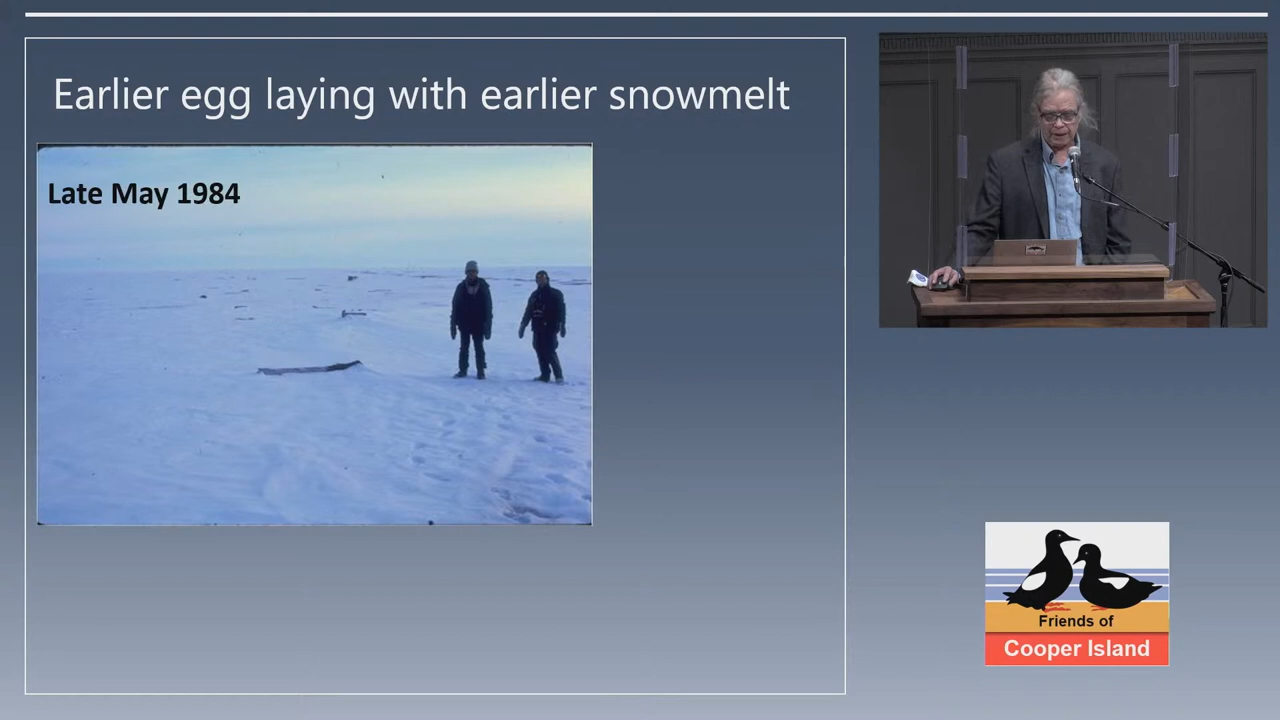 Earlier egg laying with earlier snowmelt
Late May 1984
Friends of
Cooper Island